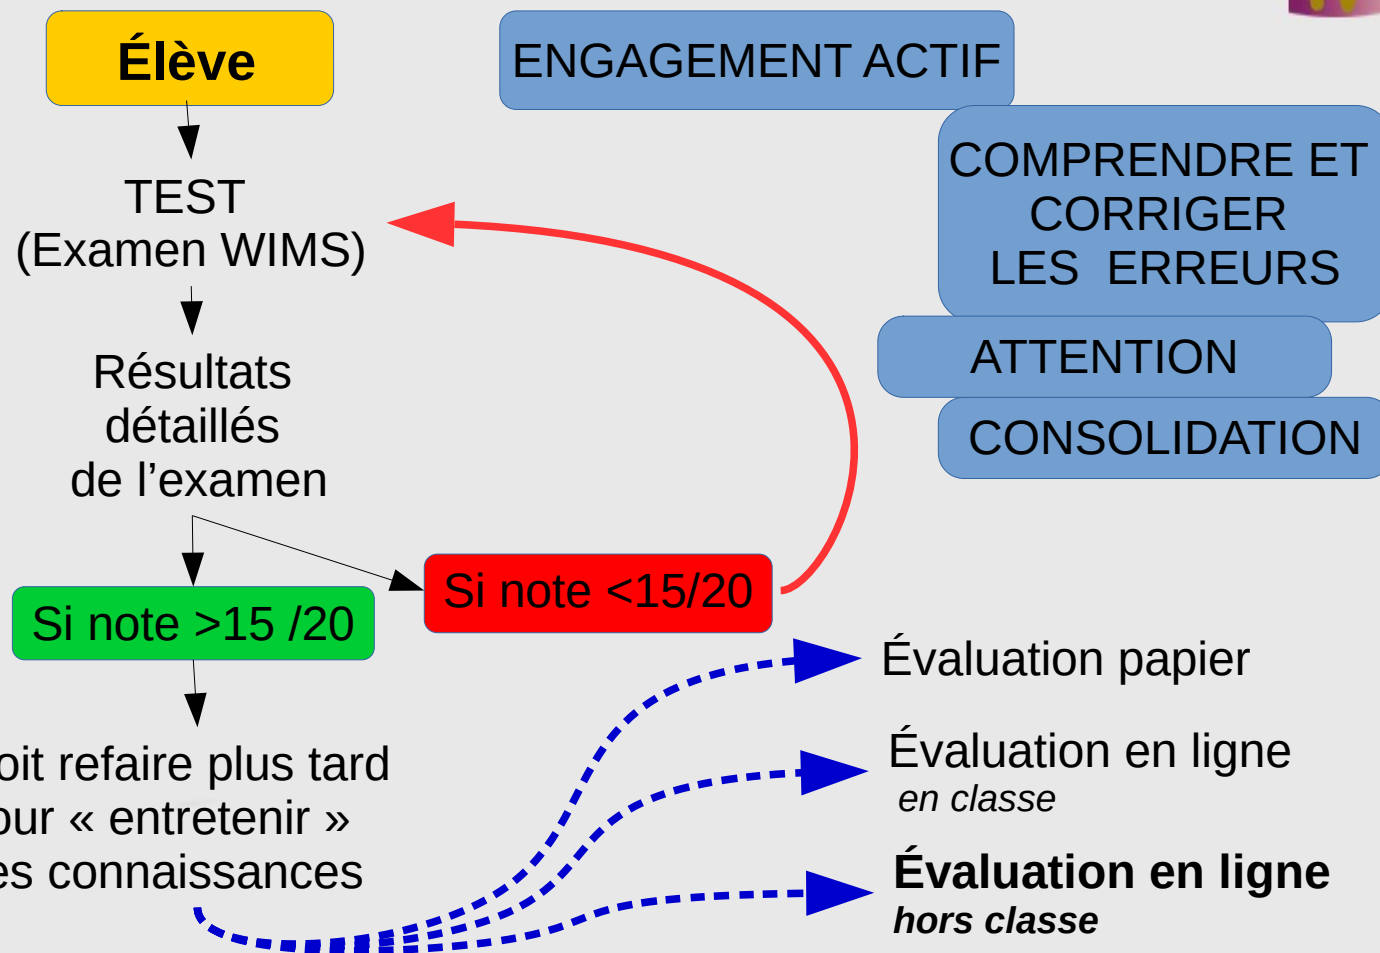 Élève
ENGAGEMENT ACTIF
COMPRENDRE ET
CORRIGER
LES ERREURS
ATTENTION
CONSOLIDATION
TEST
(Examen WIMS)
Résultats
détaillés
de l’examen
Si note >15 /20
Si note <15/20
oit refaire plus tard
our « entretenir »
es connaissances
Évaluation papier
Évaluation en ligne
en classe
Évaluation en ligne
hors classe